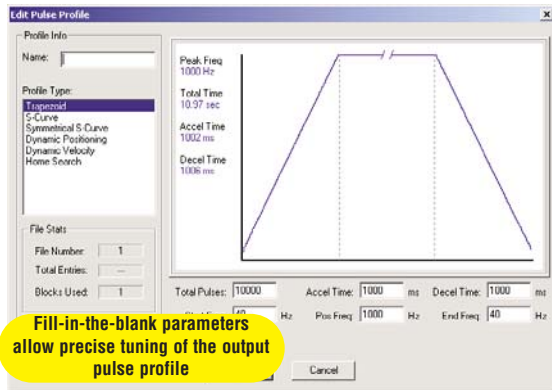 Edit Pulse Profile
Profile Info
Name:
Profile Type:
Trapezoid
S-Curve
Symmetrical S-Curve
Dynamic Positioning
Dynamic Velocity
Home Search
File Stats
File Number: 1
Total Entries: ---
Blocks Used: 1
Peak Freq
1000 Hz
Total Time
10.97 sec
Accel Time
1002 ms
Decel Time
1006 ms
Total Pulses: 10000 Accel Time: 1000 ms Decel Time: 1000 ms
Hz Pos Freq: 1000 Hz End Freq: 40 Hz
Fill-in-the-blank parameters
allow precise tuning of the output
pulse profile
Cancel